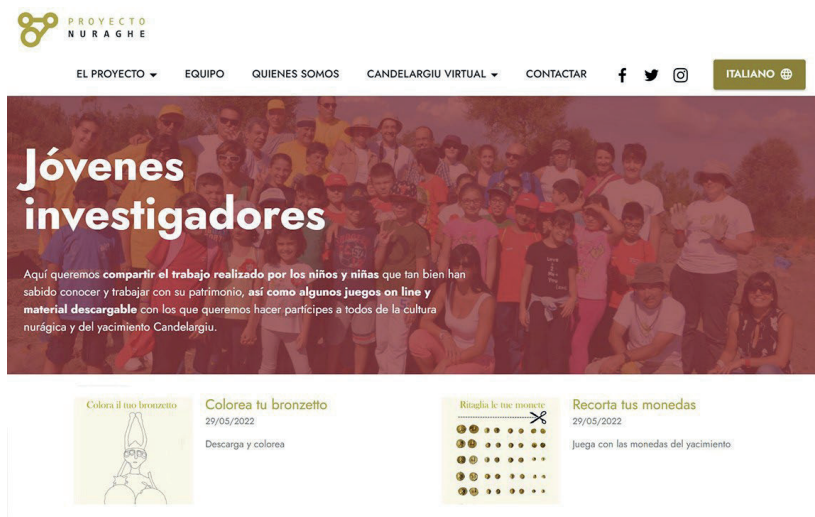 PROYECTO
NURAGHE
EL PROYECTO
EQUIPO
QUIENES SOMOS
CANDELARGIU VIRTUAL
CONTACTAR
ITALIANO
Jóvenes
investigadores
Aquí queremos compartir el trabajo realizado por los niños y niñas que tan bien han
sabido conocer y trabajar con su patrimonio, así como algunos juegos on line y
material descargable con los que queremos hacer partícipes a todos de la cultura
nurágica y del yacimiento Candelargiu.
Colora il tuo bronzetto
Colorea tu bronzetto
29/05/2022
Descarga y colorea
Ritaglia le tue monete
Recorta tus monedas
29/05/2022
Juega con las monedas del yacimiento